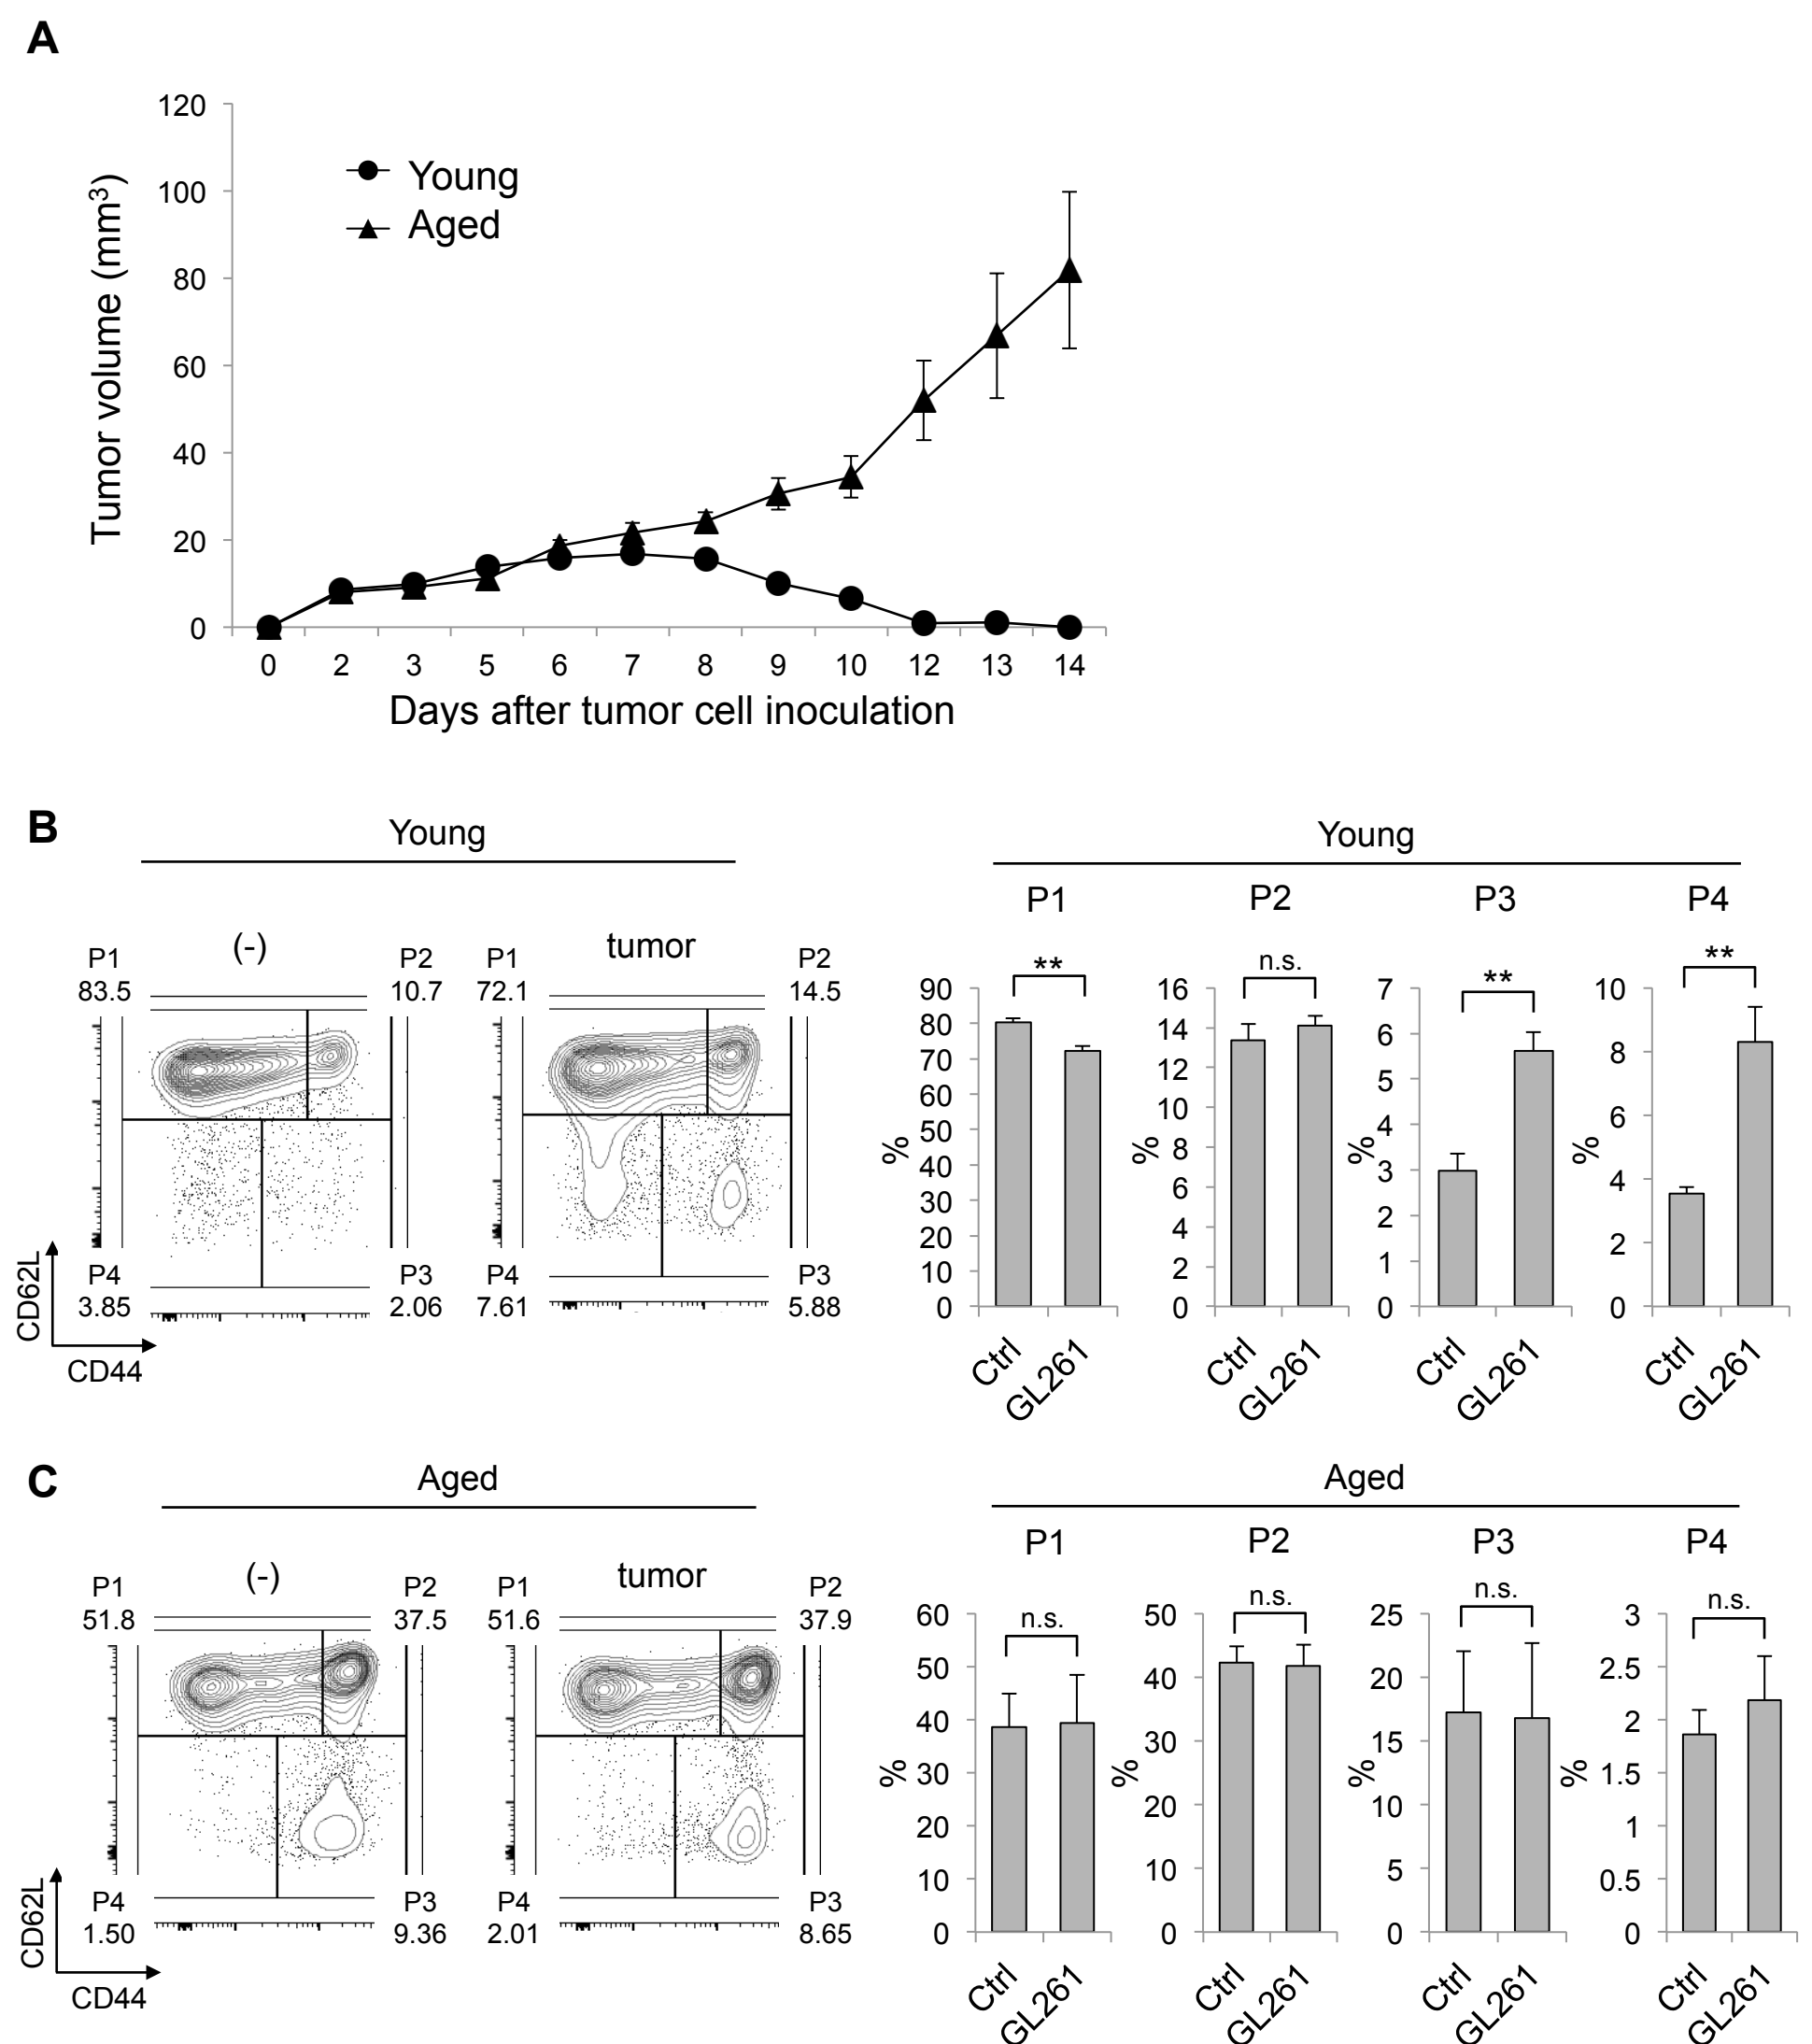 A
120
100
80
60
40
20
0
Tumor volume (mm³)
Young
Aged
0 2 3 5 6 7 8 9 10 12 13 14
Days after tumor cell inoculation
B
Young
(-)
tumor
P1 83.5
P2 10.7
P4 3.85
P3 2.06
P1 72.1
P2 14.5
P4 7.61
P3 5.88
CD62L
CD44
Young
P1
**
90
80
70
60
50
40
30
20
10
0
%
Ctrl
GL261
P2
n.s.
16
14
12
10
8
6
4
2
0
%
Ctrl
GL261
P3
**
7
6
5
4
3
2
1
0
%
Ctrl
GL261
P4
**
10
8
6
4
2
0
%
Ctrl
GL261
C
Aged
(-)
tumor
P1 51.8
P2 37.5
P4 1.50
P3 9.36
P1 51.6
P2 37.9
P4 2.01
P3 8.65
CD62L
CD44
Aged
P1
n.s.
60
50
40
30
20
10
0
%
Ctrl
GL261
P2
n.s.
50
40
30
20
10
0
%
Ctrl
GL261
P3
n.s.
25
20
15
10
5
0
%
Ctrl
GL261
P4
n.s.
3
2.5
2
1.5
1
0.5
0
%
Ctrl
GL261